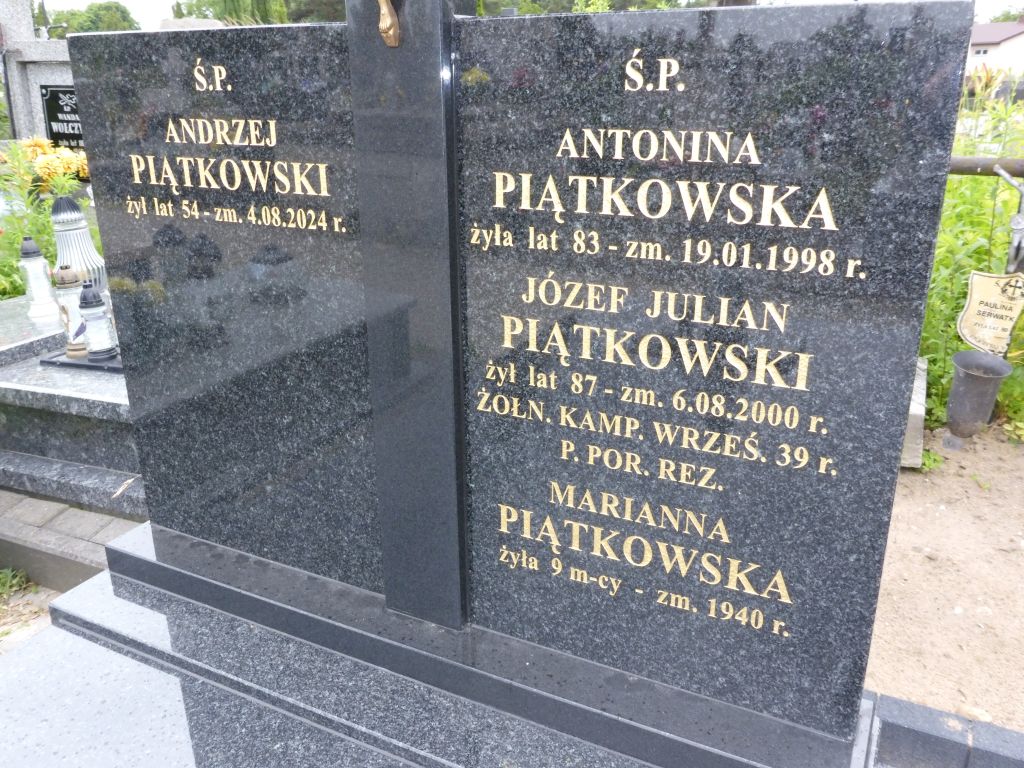 Ś.P.
ANDRZEJ
PIĄTKOWSKI
żył lat 54 - zm. 4.08.2024 r.
Ś.P.
ANTONINA
PIĄTKOWSKA
żyła lat 83 - zm. 19.01.1998 r.
JÓZEF JULIAN
PIĄTKOWSKI
żył lat 87 - zm. 6.08.2000 r.
ŻOŁN. KAMP. WRZEŚ. 39 r.
P. POR. REZ.
MARIANNA
PIĄTKOWSKA
żyła 9 m-cy - zm. 1940 r.
WANDA
PAULINA